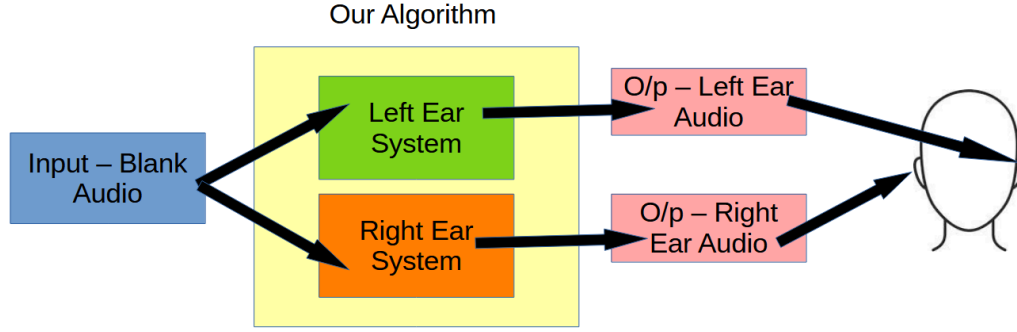 Our Algorithm
Input – Blank
Audio
Left Ear
System
Right Ear
System
O/p – Left Ear
Audio
O/p – Right
Ear Audio